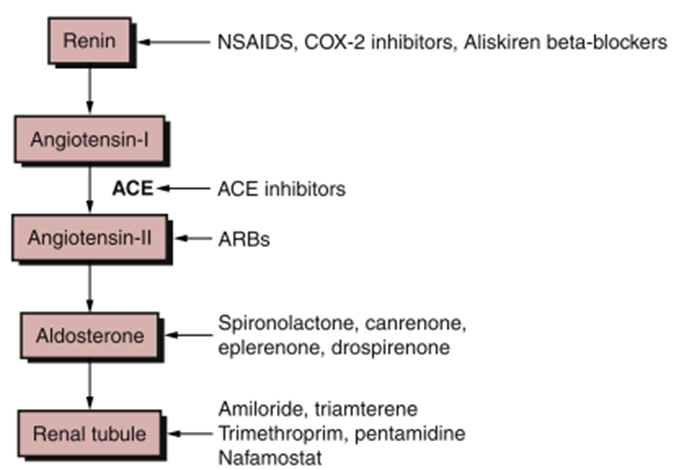 Renin
NSAIDS, COX-2 inhibitors, Aliskiren beta-blockers
Angiotensin-I
ACE
ACE inhibitors
Angiotensin-II
ARBs
Aldosterone
Spironolactone, canrenone,
eplerenone, drospirenone
Renal tubule
Amiloride, triamterene
Trimethroprim, pentamidine
Nafamostat